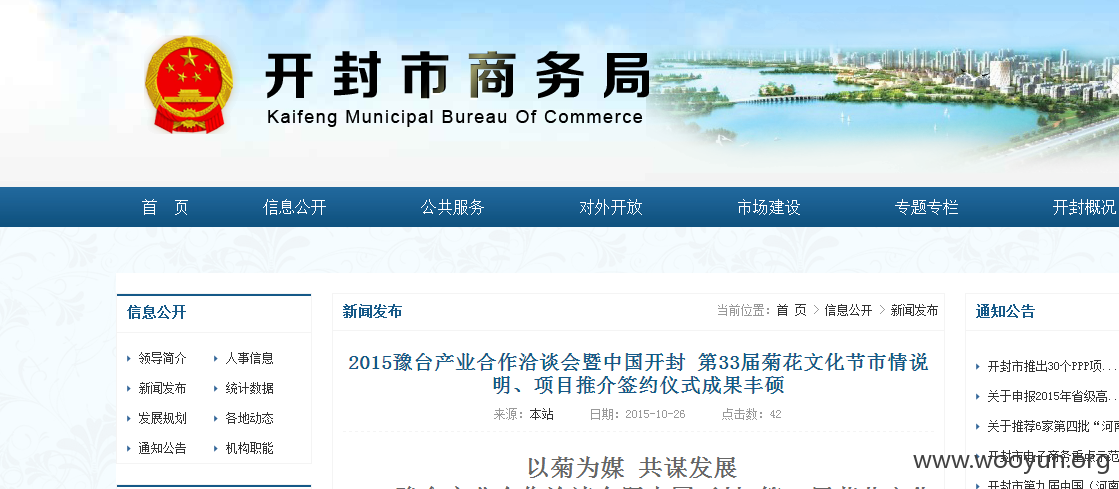 开封市商务局
Kaifeng Municipal Bureau Of Commerce
首 页 信息公开 公共服务 对外开放 市场建设 专题专栏 开封概况
信息公开
领导简介 人事信息
新闻发布 统计数据
发展规划 各地动态
通知公告 机构职能
新闻发布
当前位置: 首 页 > 信息公开 > 新闻发布
2015豫台产业合作洽谈会暨中国开封 第33届菊花文化节市情说
明、项目推介签约仪式成果丰硕
来源: 本站 日期: 2015-10-26 点击数: 42
以菊为媒 共谋发展
通知公告
开封市推出30个PPP项...
关于申报2015年省级高..
关于推荐6家第四批“河南
开封市电子商务重点示范
开封市第九届中国（河南
www.wooyun.org